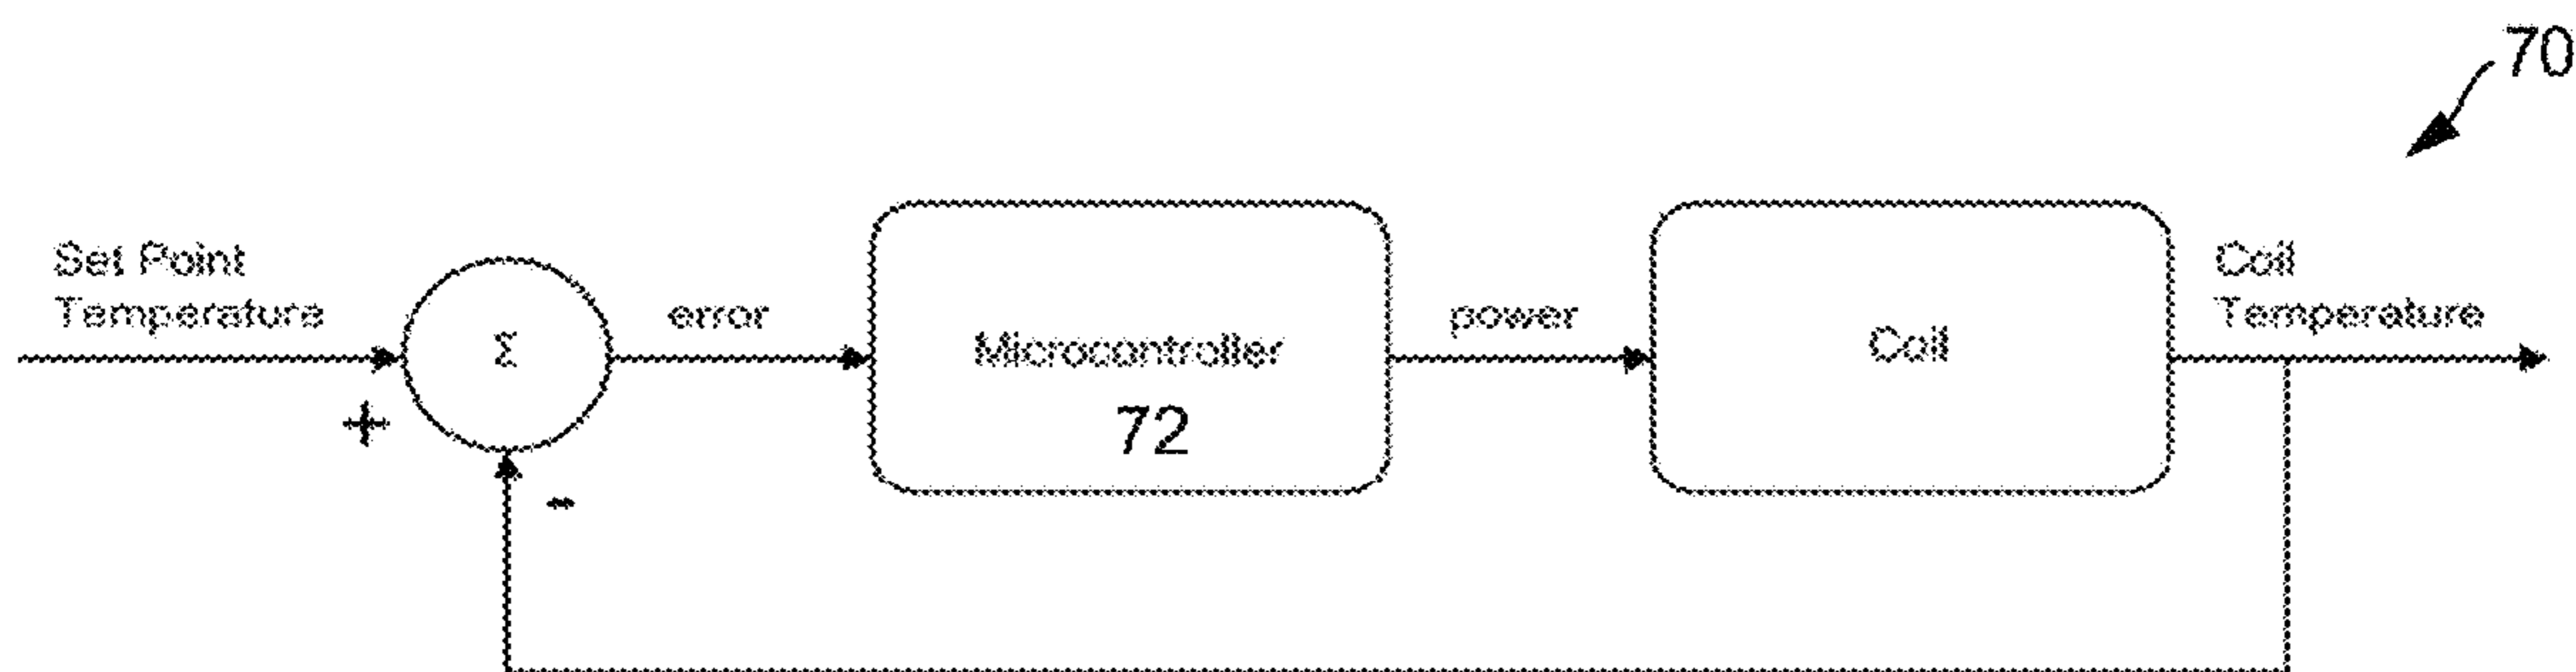 70
Set Point
Temperature
Σ
error
Microcontroller
72
power
Coil
Coil
Temperature
+
-